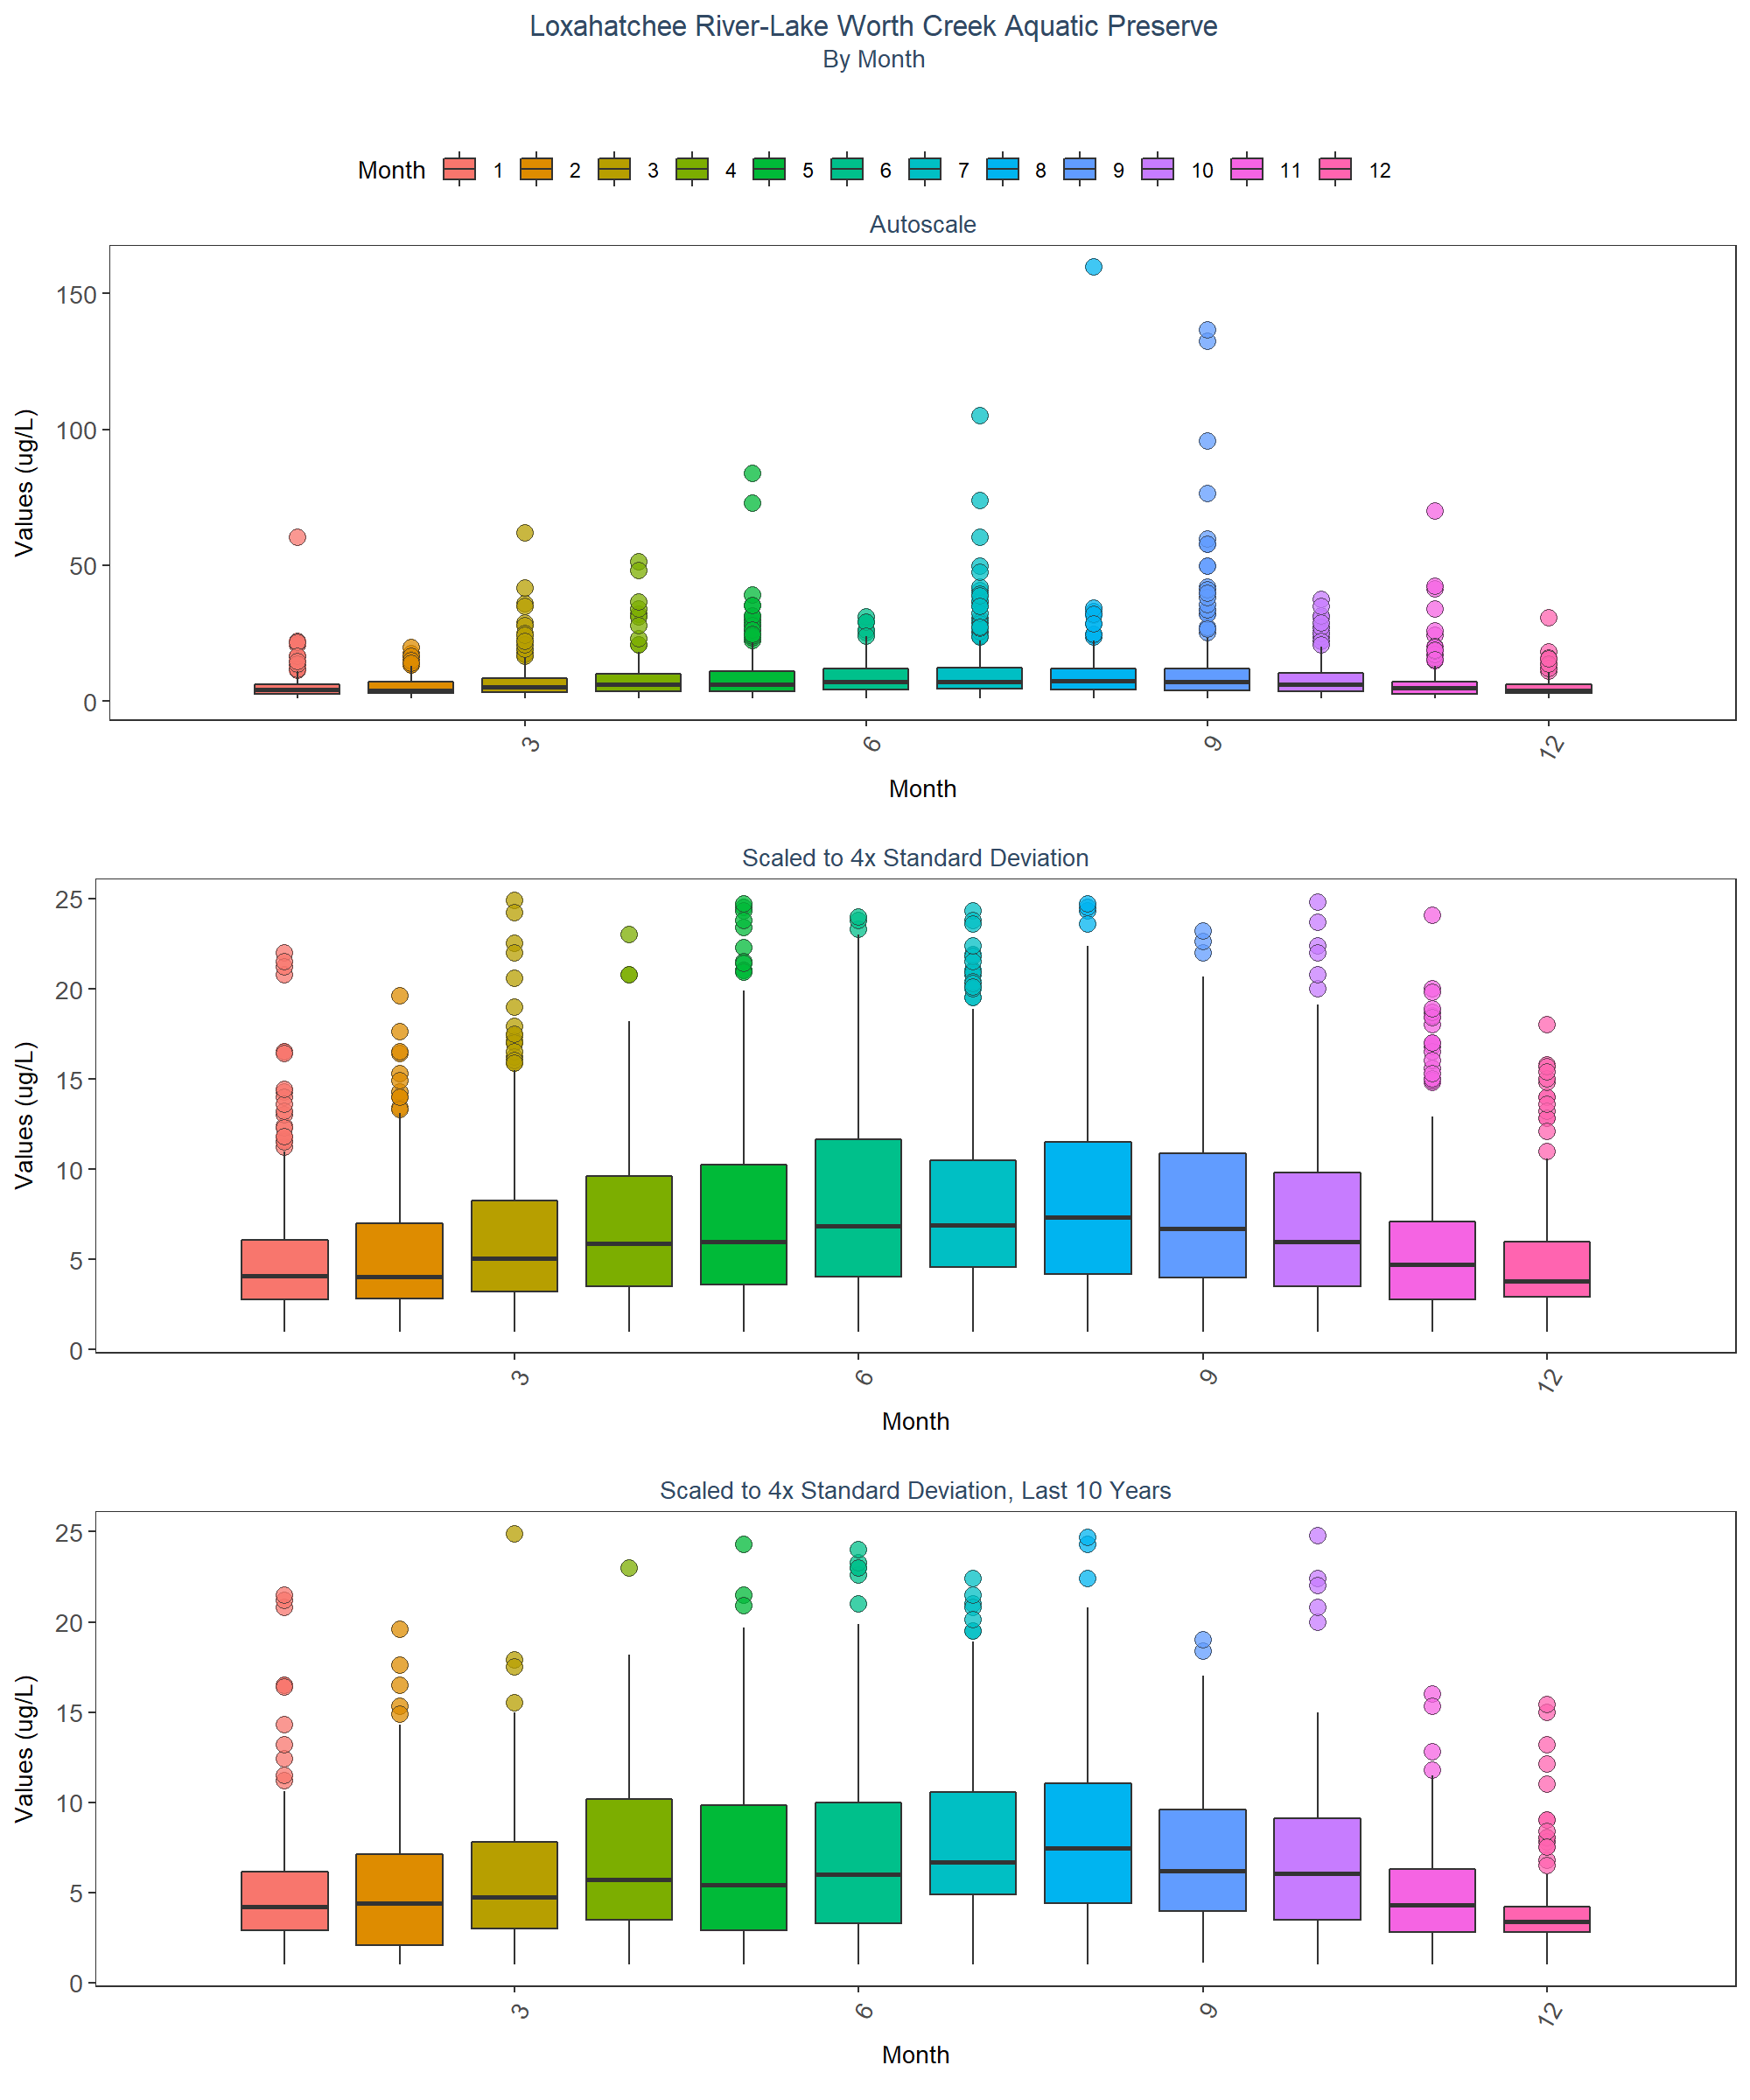 Loxahatchee River-Lake Worth Creek Aquatic Preserve
By Month
Month 1 2 3 4 5 6 7 8 9 10 11 12
Autoscale
Values (ug/L)
150
100
50
0
3 6 9 12
Month
Scaled to 4x Standard Deviation
Values (ug/L)
25
20
15
10
5
0
3 6 9 12
Month
Scaled to 4x Standard Deviation, Last 10 Years
Values (ug/L)
25
20
15
10
5
0
3 6 9 12
Month